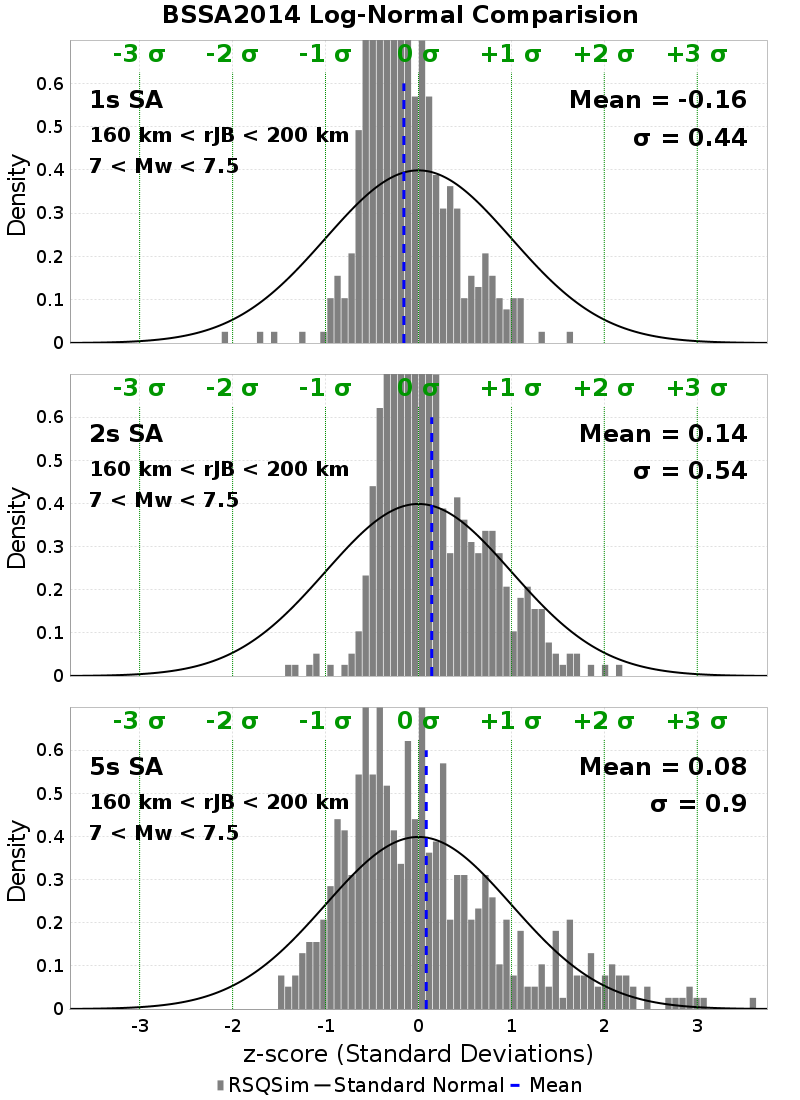 BSSA2014 Log-Normal Comparision
-3 σ -2 σ -1 σ 0 σ +1 σ +2 σ +3 σ
1s SA
160 km < rJB < 200 km
7 < Mw < 7.5
Mean = -0.16
σ = 0.44
Density
0.6
0.5
0.4
0.3
0.2
0.1
0
-3 σ -2 σ -1 σ 0 σ +1 σ +2 σ +3 σ
2s SA
160 km < rJB < 200 km
7 < Mw < 7.5
Mean = 0.14
σ = 0.54
Density
0.6
0.5
0.4
0.3
0.2
0.1
0
-3 σ -2 σ -1 σ 0 σ +1 σ +2 σ +3 σ
5s SA
160 km < rJB < 200 km
7 < Mw < 7.5
Mean = 0.08
σ = 0.9
Density
0.6
0.5
0.4
0.3
0.2
0.1
0
-3 -2 -1 0 1 2 3
z-score (Standard Deviations)
RSQSim Standard Normal Mean